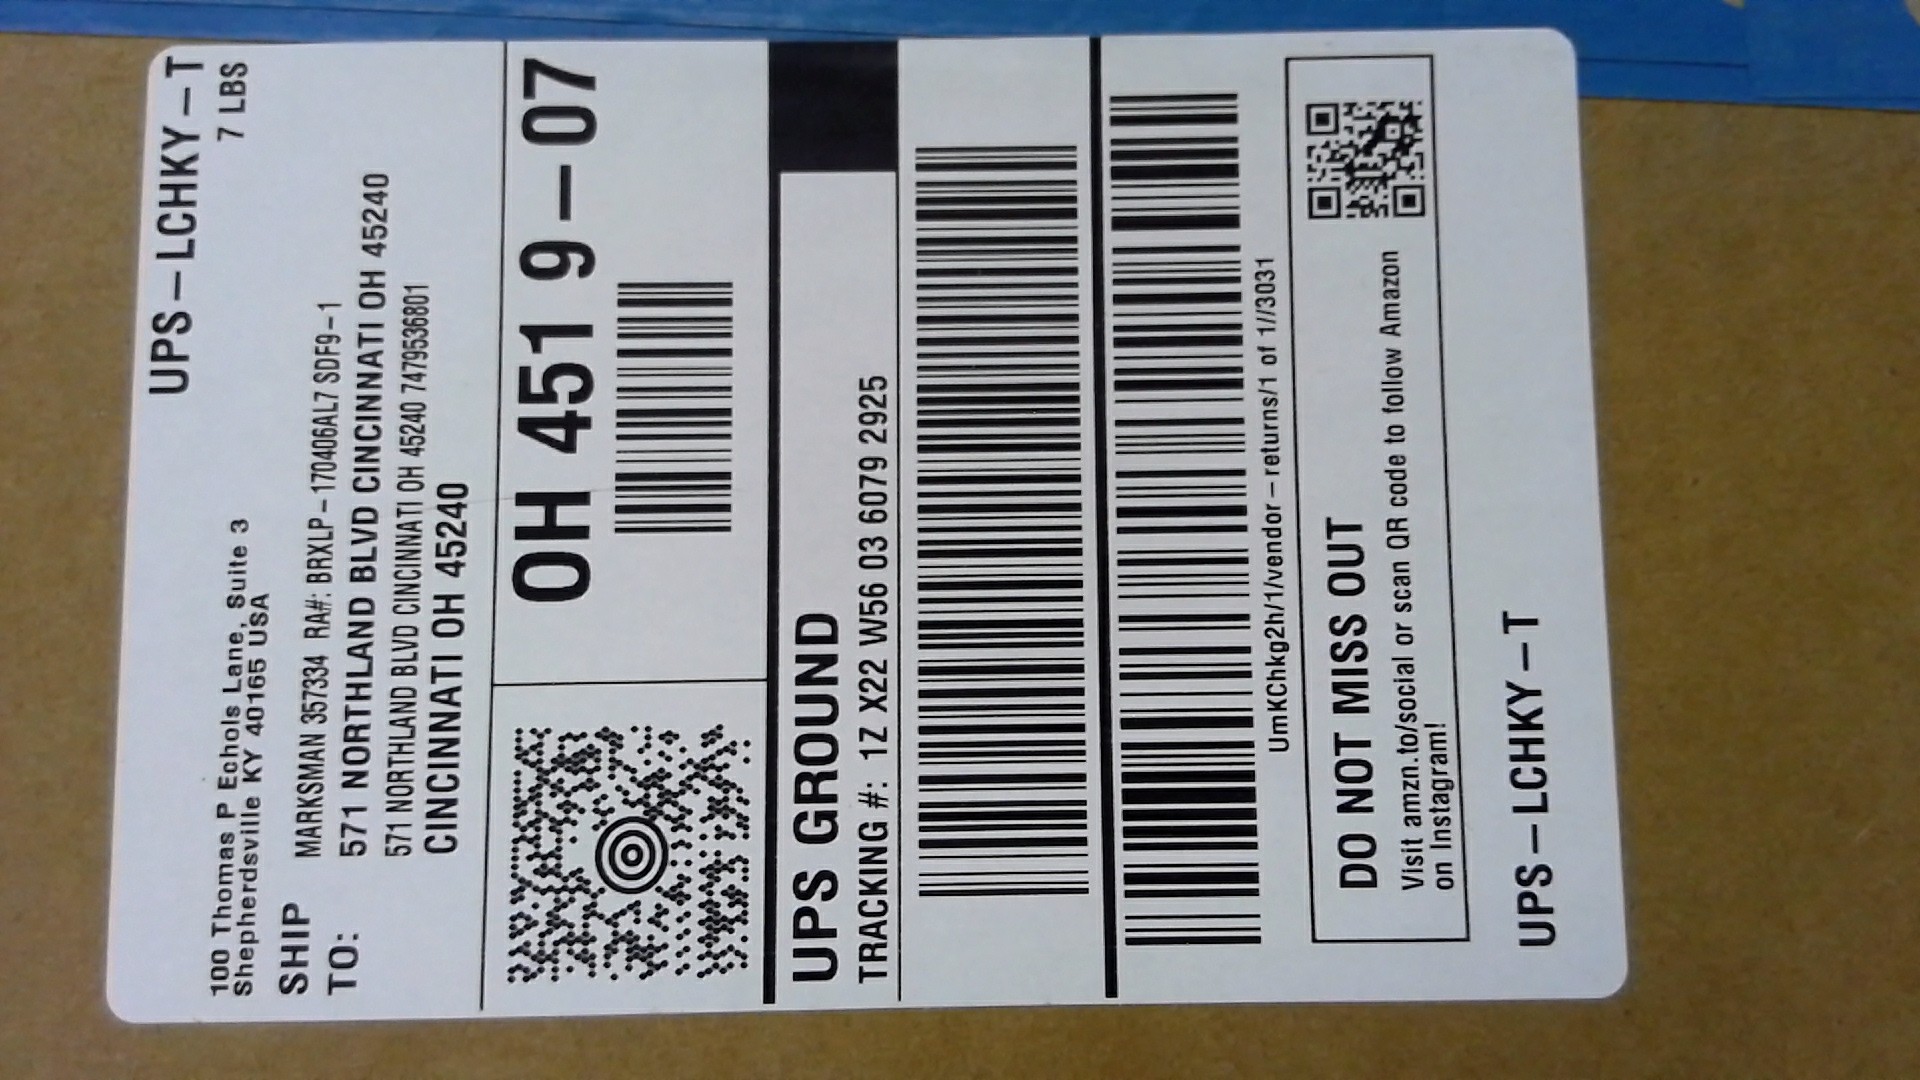 UPS-LCHKY-T
7 LBS
100 Thomas P Echols Lane, Suite 3
Shepherdsville KY 40165 USA
SHIP
TO:
MARKSMAN 357334 RA#: BRXLP-170406AL7 SDF9-1
571 NORTHLAND BLVD CINCINNATI OH 45240
571 NORTHLAND BLVD CINCINNATI OH 45240 7479536801
CINCINNATI OH 45240
OH 451 9-07
UPS GROUND
TRACKING #: 1Z X22 W56 03 6079 2925
UmKChkg2h/1/vendor-returns/1 of 1//3031
DO NOT MISS OUT
Visit amzn.to/social or scan QR code to follow Amazon
on Instagram!
UPS-LCHKY-T